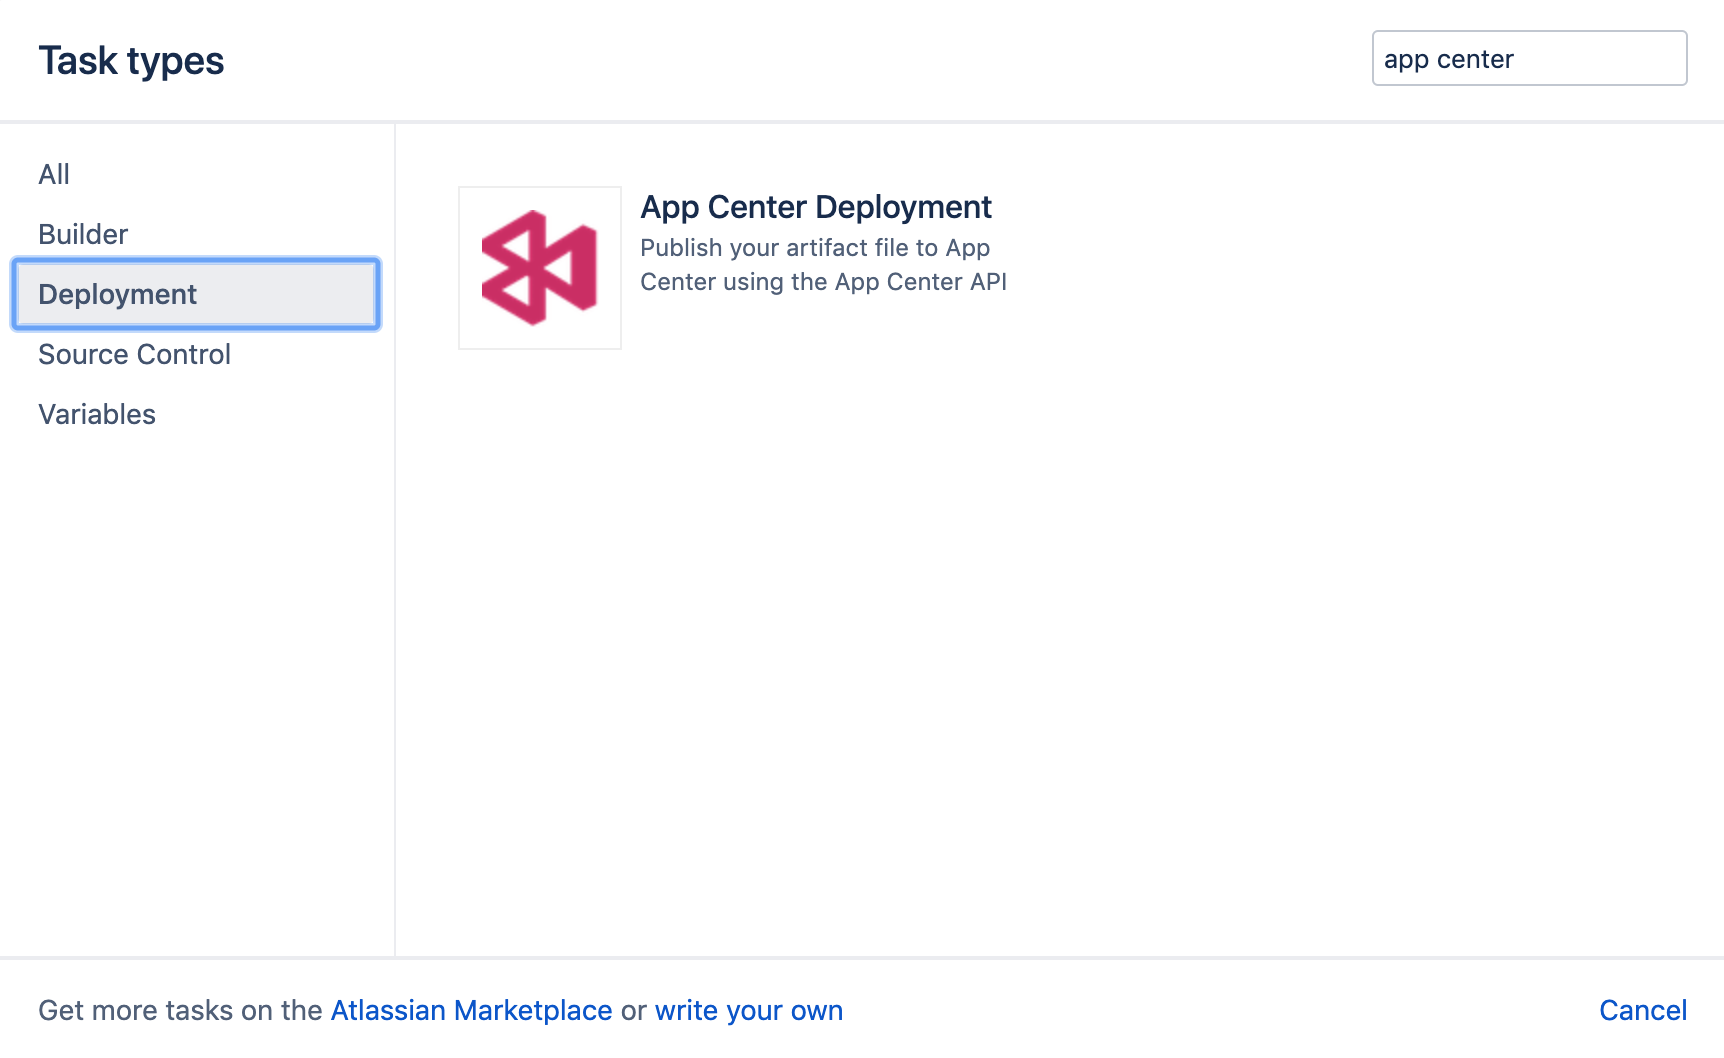 Task types
app center
All
Builder
Deployment
Source Control
Variables
App Center Deployment
Publish your artifact file to App
Center using the App Center API
Get more tasks on the Atlassian Marketplace or write your own
Cancel